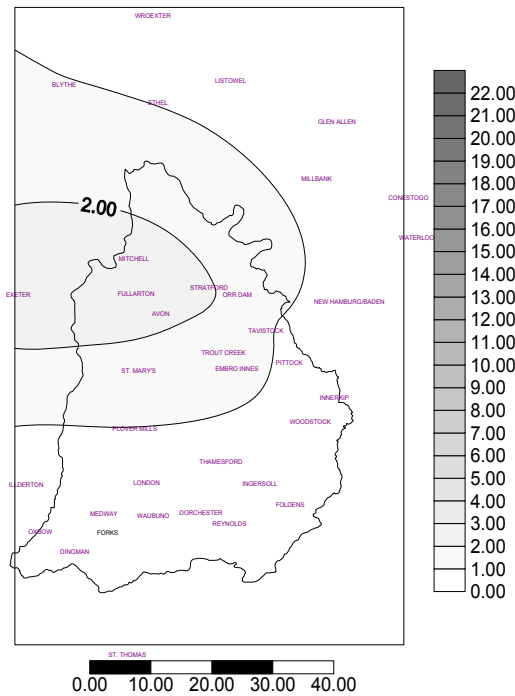 WROEXTER
BLYTHE
LISTOWEL
ETHEL
GLEN ALLEN
MILLBANK
CONESTOGO
2.00
WATERLOO
MITCHELL
EXETER
FULLARTON
STRATFORD
ORR DAM
NEW HAMBURG/BADEN
AVON
TAVISTOCK
TROUT CREEK
PITTOCK
ST. MARY'S
EMBRO INNES
INNERKIP
WOODSTOCK
PLOVER MILLS
THAMESFORD
ILLDERTON
LONDON
INGERSOLL
FOLDENS
MEDWAY
WAUBUNO
DORCHESTER
REYNOLDS
OXBOW
FORKS
DINGMAN
ST. THOMAS
0.00 10.00 20.00 30.00 40.00
22.00
21.00
20.00
19.00
18.00
17.00
16.00
15.00
14.00
13.00
12.00
11.00
10.00
9.00
8.00
7.00
6.00
5.00
4.00
3.00
2.00
1.00
0.00